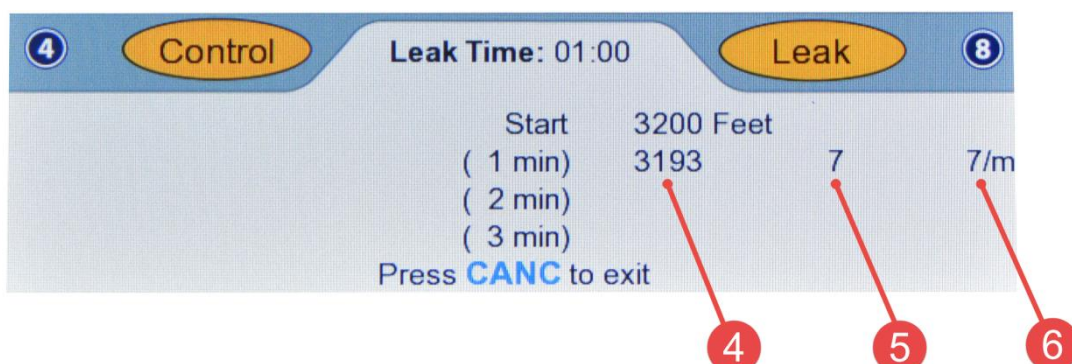 4 Control Leak Time: 01:00 Leak 8
Start 3200 Feet
( 1 min) 3193 7 7/m
( 2 min)
( 3 min)
Press CANC to exit
4 5 6